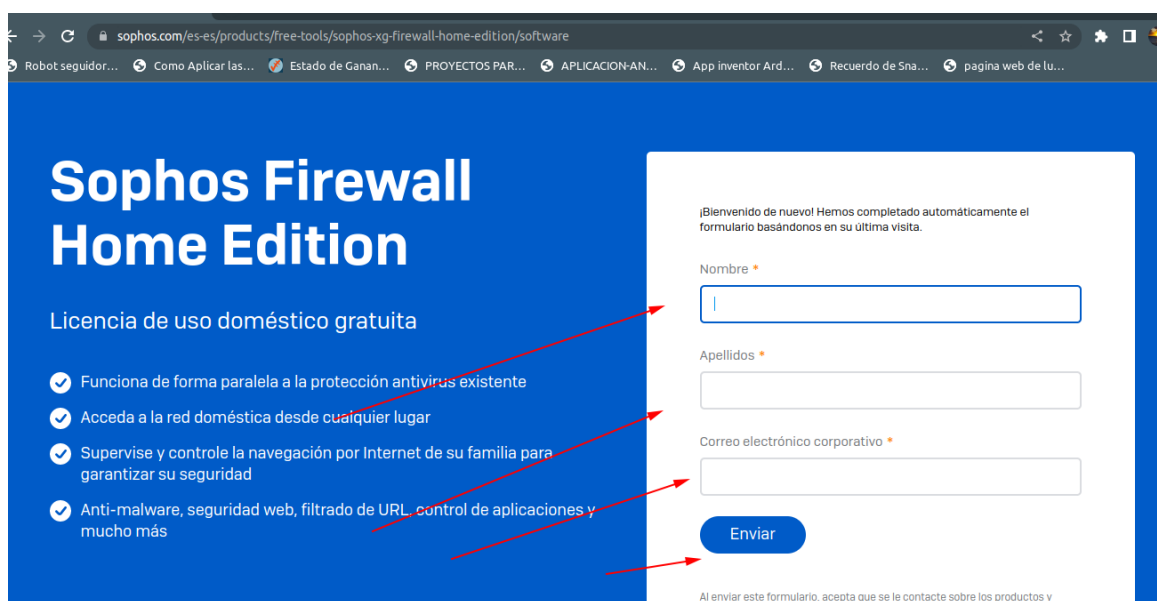 sophos.com/es-es/products/free-tools/sophos-xg-firewall-home-edition/software
Robot seguidor... Como Aplicar las... Estado de Ganan... PROYECTOS PAR... APLICACION-AN... App inventor Ard... Recuerdo de Sna... pagina web de lu...
Sophos Firewall
Home Edition
Licencia de uso doméstico gratuita
Funciona de forma paralela a la protección antivirus existente
Acceda a la red doméstica desde cualquier lugar
Supervise y controle la navegación por Internet de su familia para
garantizar su seguridad
Anti-malware, seguridad web, filtrado de URL, control de aplicaciones y
mucho más
¡Bienvenido de nuevo! Hemos completado automáticamente el
formulario basándonos en su última visita.
Nombre *
Apellidos *
Correo electrónico corporativo *
Enviar
Al enviar este formulario, acepta que se le contacte sobre los productos y